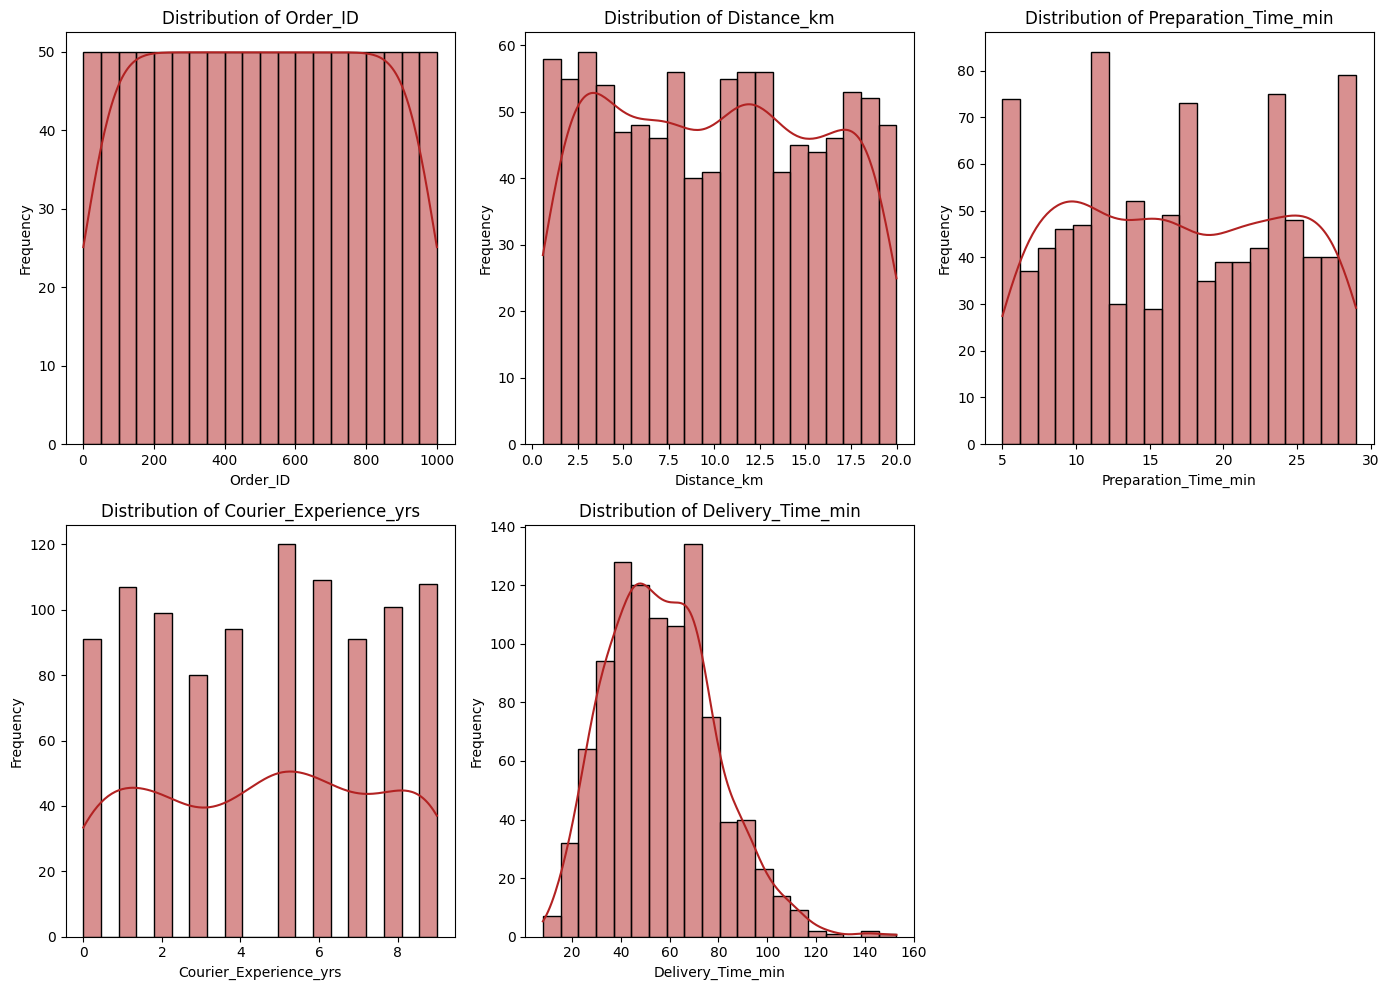 Distribution of Order_ID
Frequency
50
40
30
20
10
0
0 200 400 600 800 1000
Order_ID
Distribution of Distance_km
Frequency
60
50
40
30
20
10
0
0.0 2.5 5.0 7.5 10.0 12.5 15.0 17.5 20.0
Distance_km
Distribution of Preparation_Time_min
Frequency
80
70
60
50
40
30
20
10
0
5 10 15 20 25 30
Preparation_Time_min
Distribution of Courier_Experience_yrs
Frequency
120
100
80
60
40
20
0
0 2 4 6 8
Courier_Experience_yrs
Distribution of Delivery_Time_min
Frequency
140
120
100
80
60
40
20
0
20 40 60 80 100 120 140 160
Delivery_Time_min